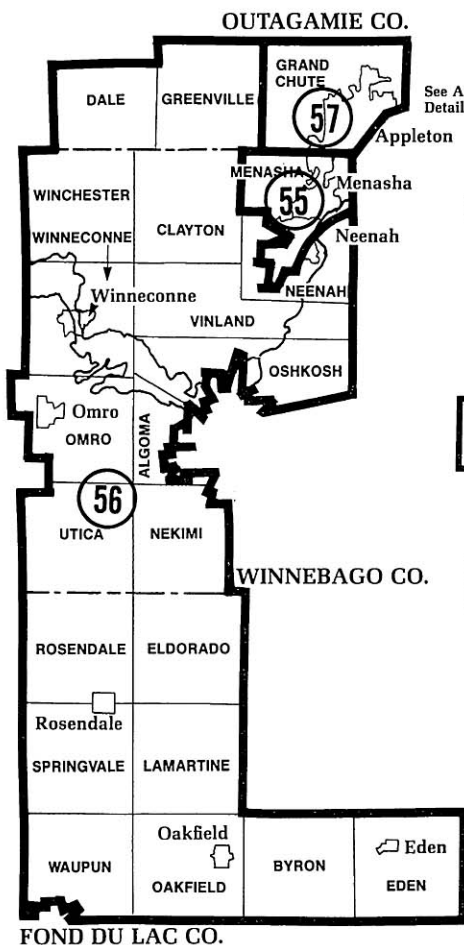 OUTAGAMIE CO.
GRAND
CHUTE
DALE
GREENVILLE
See A
Detail
57
Appleton
MENASHA
Menasha
WINCHESTER
55
CLAYTON
WINNECONNE
Neenah
Winneconne
NEENAH
VINLAND
OSHKOSH
Omro
OMRO
ALGOMA
56
UTICA
NEKIMI
WINNEBAGO CO.
ROSENDALE
ELDORADO
Rosendale
SPRINGVALE
LAMARTINE
Oakfield
Eden
WAUPUN
BYRON
OAKFIELD
EDEN
FOND DU LAC CO.